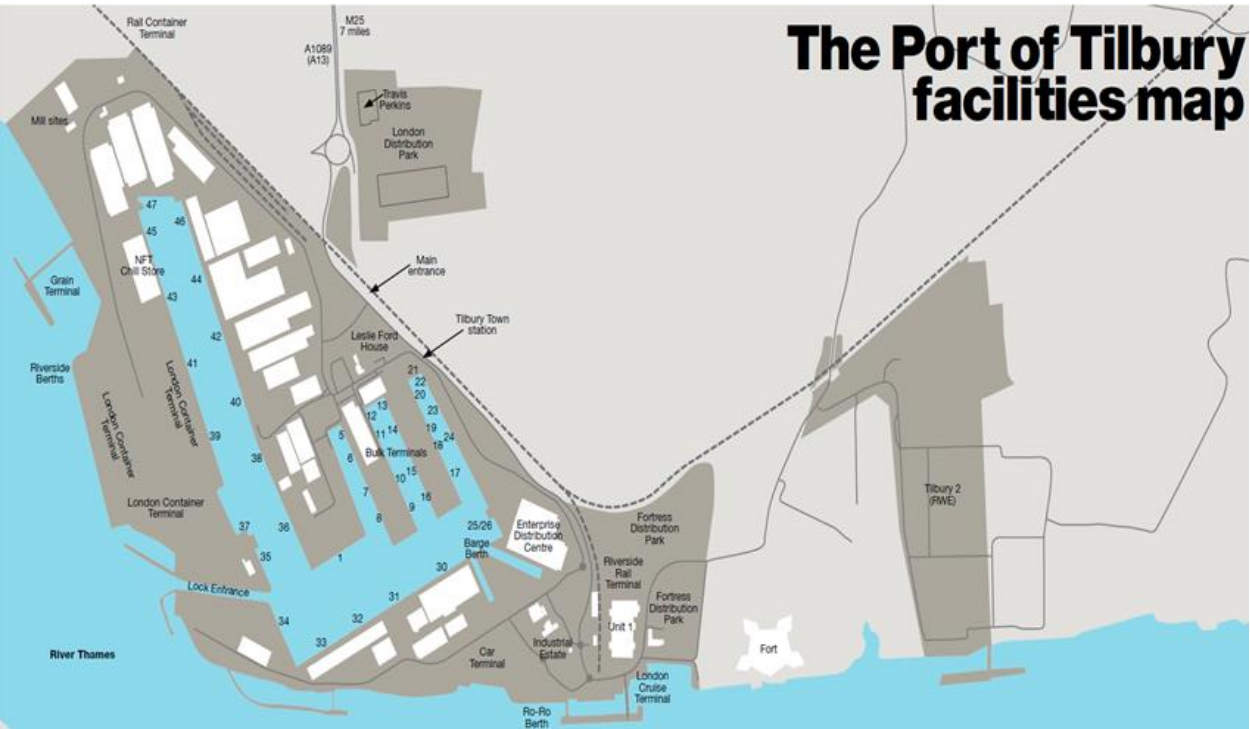 The Port of Tilbury
facilities map
Rail Container
Terminal
M25
7 miles
A1089
(A13)
Travis
Perkins
London
Distribution
Park
Mill sites
47
46
45
NFT
Chill Store
44
43
Grain
Terminal
Main
entrance
42
Tilbury Town
station
Leslie Ford
House
Riverside
Berths
41
London Container
Terminal
London Container
Terminal
40
39
38
21
22
20
23
19
24
18
17
13
12
14
11
5
6
Bulk Terminals
15
10
7
16
9
8
London Container
Terminal
37
36
35
25/26
Barge
Berth
Enterprise
Distribution
Centre
Fortress
Distribution
Park
Tilbury 2
(RWE)
1
30
Riverside
Rail
Terminal
Lock Entrance
31
32
33
34
Fortress
Distribution
Park
Unit 1
Industrial
Estate
Fort
River Thames
Car
Terminal
London
Cruise
Terminal
Ro-Ro
Berth